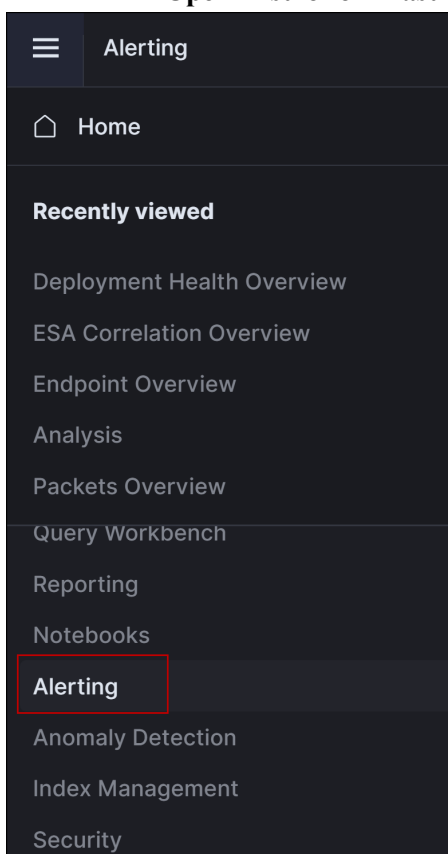 Alerting
Home
Recently viewed
Deployment Health Overview
ESA Correlation Overview
Endpoint Overview
Analysis
Packets Overview
Query Workbench
Reporting
Notebooks
Alerting
Anomaly Detection
Index Management
Security